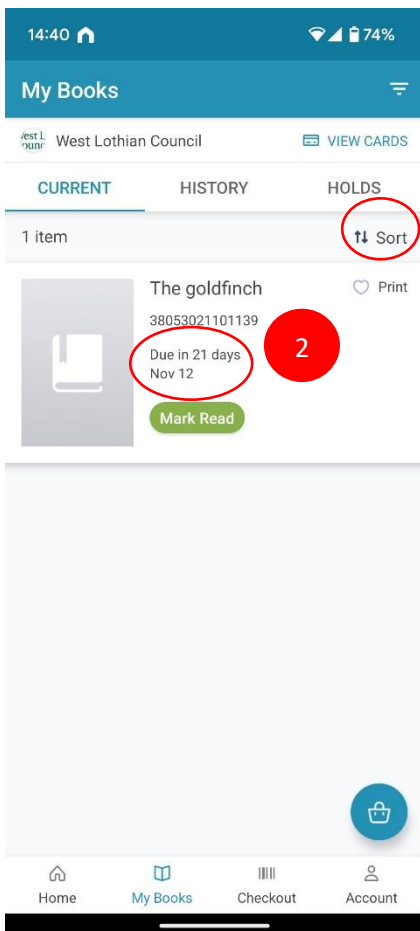 14:40 74%
My Books
West Lothian Council VIEW CARDS
CURRENT HISTORY HOLDS
1 item Sort
The goldfinch Print
38053021101139
Due in 21 days
Nov 12
2
Mark Read
Home My Books Checkout Account